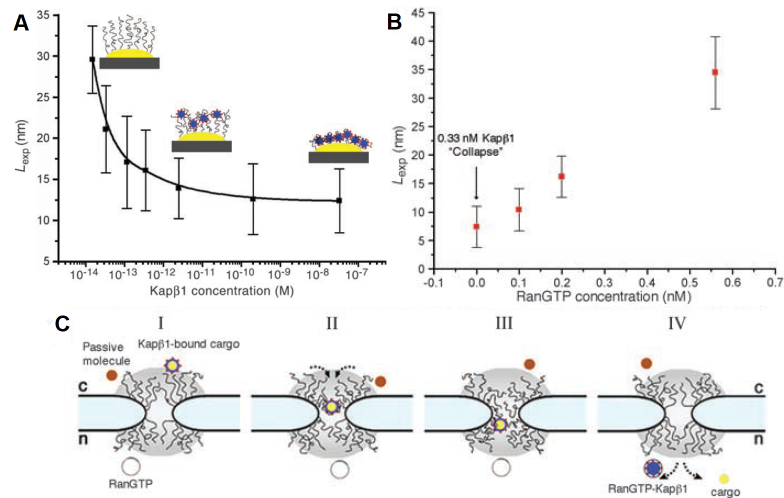 A
35
30
25
20
15
10
5
Lexp (nm)
10⁻¹⁴ 10⁻¹³ 10⁻¹² 10⁻¹¹ 10⁻¹⁰ 10⁻⁹ 10⁻⁸ 10⁻⁷
Kapβ1 concentration (M)
B
45
40
35
30
25
20
15
10
5
0
Lexp (nm)
0.33 nM Kapβ1
"Collapse"
-0.1 0.0 0.1 0.2 0.3 0.4 0.5 0.6 0.7
RanGTP concentration (nM)
C
I II III IV
Passive
molecule
Kapβ1-bound cargo
c c
n n
RanGTP
RanGTP-Kapβ1
cargo